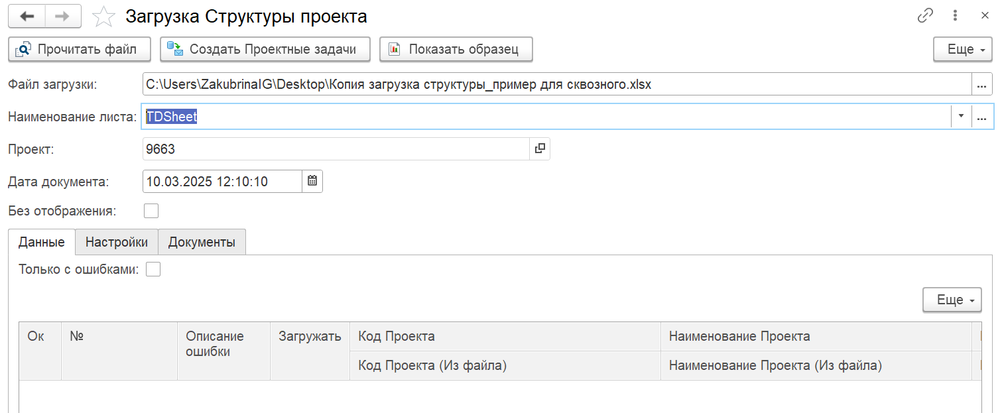 Загрузка Структуры проекта
Прочитать файл Создать Проектные задачи Показать образец Еще
Файл загрузки: C:\Users\ZakubrinaIG\Desktop\Копия загрузка структуры_пример для сквозного.xlsx ...
Наименование листа: TDSheet ...
Проект: 9663
Дата документа: 10.03.2025 12:10:10
Без отображения:
Данные Настройки Документы
Только с ошибками:
Еще
Ок № Описание ошибки Загружать Код Проекта Наименование Проекта
Код Проекта (Из файла) Наименование Проекта (Из файла)